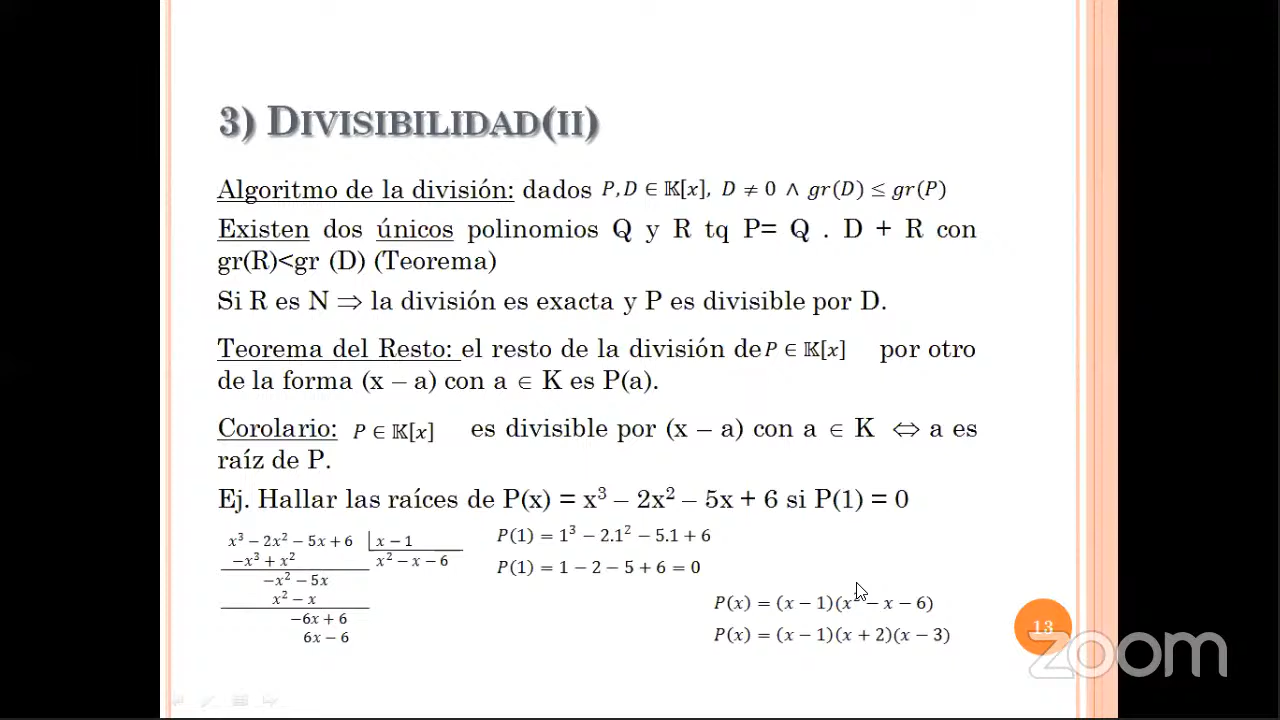 3) DIVISIBILIDAD(II)
Algoritmo de la división: dados P, D ∈ 𝕂[x], D ≠ 0 ∧ gr(D) ≤ gr(P)
Existen dos únicos polinomios Q y R tq P= Q . D + R con
gr(R)<gr (D) (Teorema)
Si R es N ⇒ la división es exacta y P es divisible por D.
Teorema del Resto: el resto de la división de P ∈ 𝕂[x] por otro
de la forma (x – a) con a ∈ K es P(a).
Corolario: P ∈ 𝕂[x] es divisible por (x – a) con a ∈ K ⇔ a es
raíz de P.
Ej. Hallar las raíces de P(x) = x³ – 2x² – 5x + 6 si P(1) = 0
x³ − 2x² − 5x + 6 x − 1
−x³ + x² x² − x − 6
−x² − 5x
x² − x
−6x + 6
6x − 6
P(1) = 1³ − 2.1² − 5.1 + 6
P(1) = 1 − 2 − 5 + 6 = 0
P(x) = (x − 1)(x² − x − 6)
P(x) = (x − 1)(x + 2)(x − 3)
13
zoom